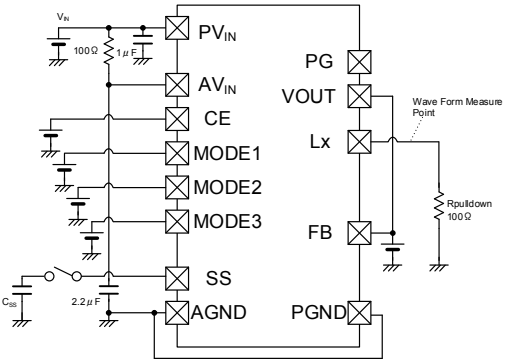 VIN
100Ω
1μF
PVIN
AVIN
CE
MODE1
MODE2
MODE3
SS
CSS
2.2μF
AGND
PG
VOUT
Lx
Wave Form Measure
Point
Rpulldown
100Ω
FB
PGND